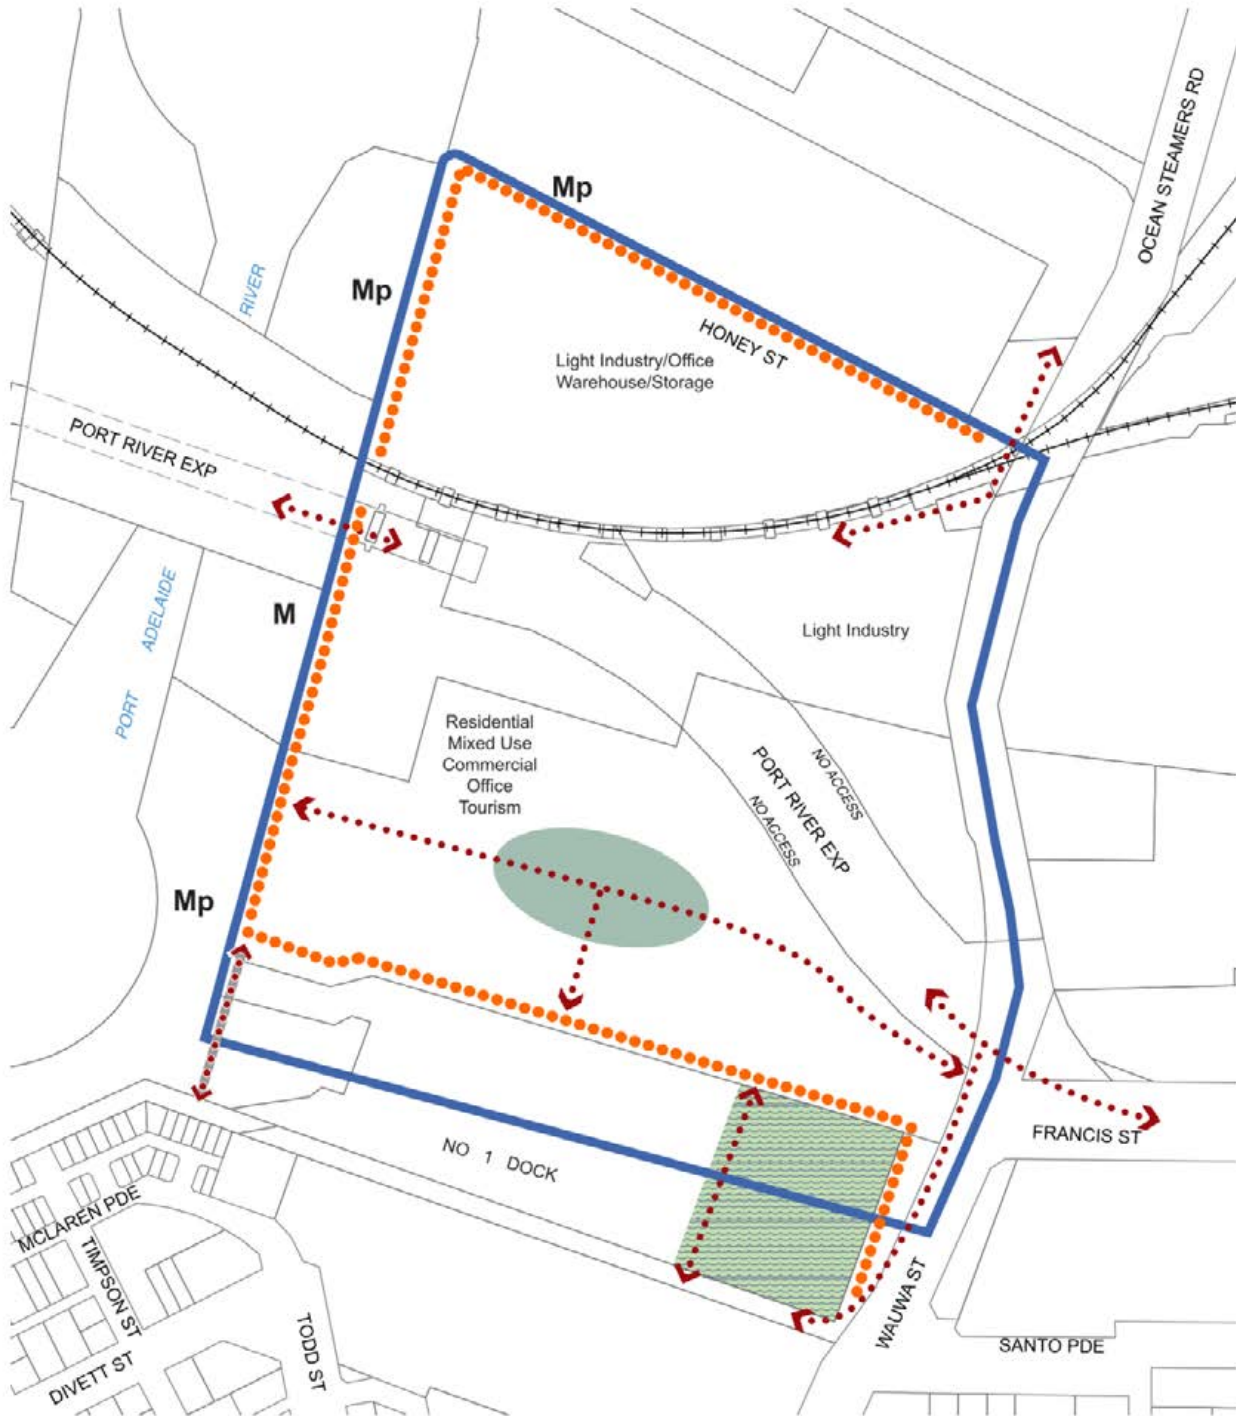 OCEAN STEAMERS RD
Mp
RIVER
Mp
HONEY ST
Light Industry/Office
Warehouse/Storage
PORT RIVER EXP
ADELAIDE
M
Light Industry
PORT
Residential
Mixed Use
Commercial
Office
Tourism
NO ACCESS
PORT RIVER EXP
NO ACCESS
Mp
FRANCIS ST
NO 1 DOCK
MCLAREN PDE
TIMPSON ST
WAUWA ST
TODD ST
SANTO PDE
DIVETT ST